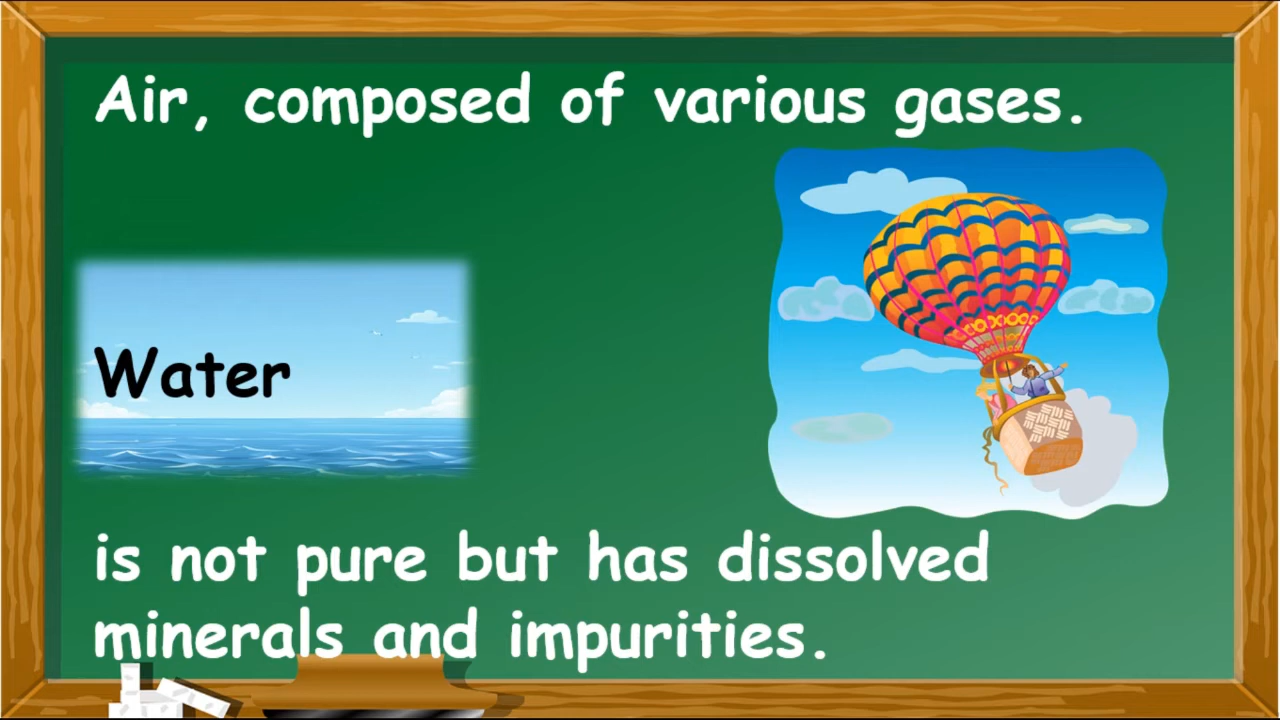 Air, composed of various gases.
Water
is not pure but has dissolved
minerals and impurities.